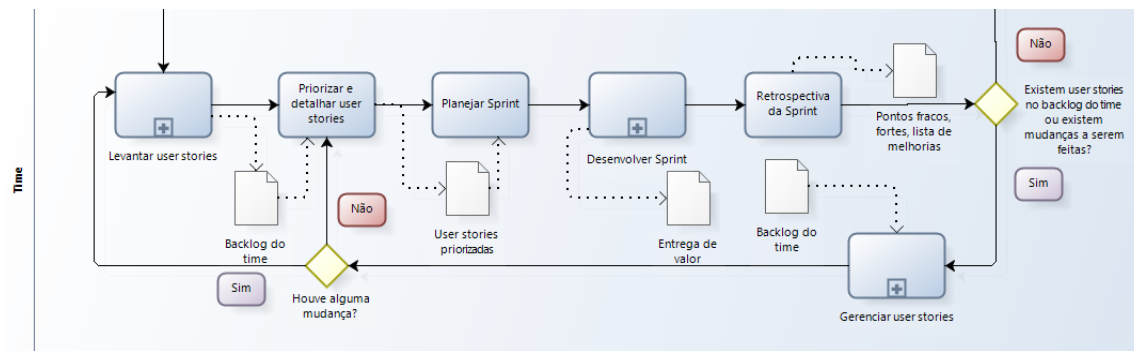 Time
Levantar user stories
Priorizar e
detalhar user
stories
Planejar Sprint
Desenvolver Sprint
Retrospectiva
da Sprint
Pontos fracos,
fortes, lista de
melhorias
Não
Existem user stories
no backlog do time
ou existem
mudanças a serem
feitas?
Sim
Backlog do
time
Não
User stories
priorizadas
Entrega de
valor
Backlog do
time
Sim
Houve alguma
mudança?
Gerenciar user stories